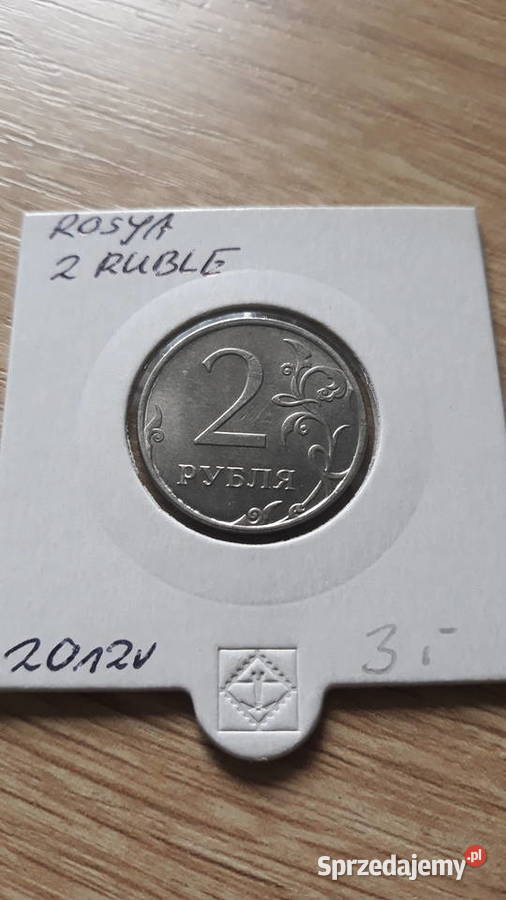 ROSYA
2 RUBLE
2
РУБЛЯ
2012r
3.-
Sprzedajemy.pl